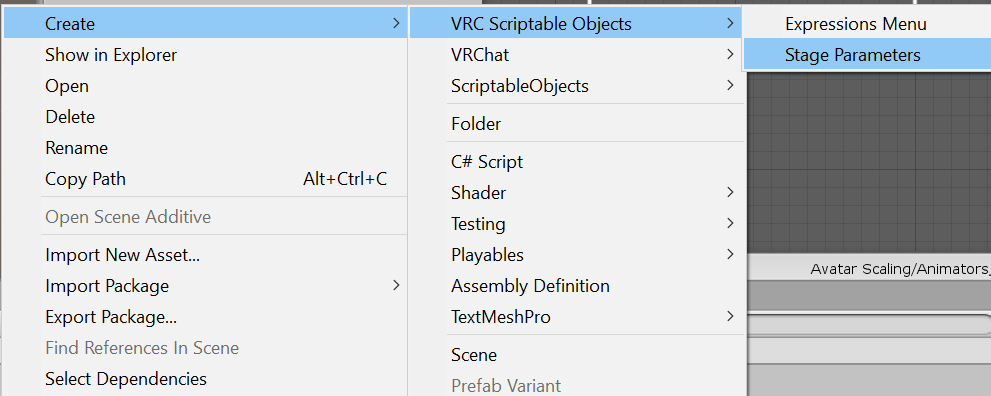 Create
Show in Explorer
Open
Delete
Rename
Copy Path Alt+Ctrl+C
Open Scene Additive
Import New Asset...
Import Package
Export Package...
Find References In Scene
Select Dependencies
VRC Scriptable Objects
VRChat
ScriptableObjects
Folder
C# Script
Shader
Testing
Playables
Assembly Definition
TextMeshPro
Scene
Prefab Variant
Expressions Menu
Stage Parameters
Avatar Scaling/Animators